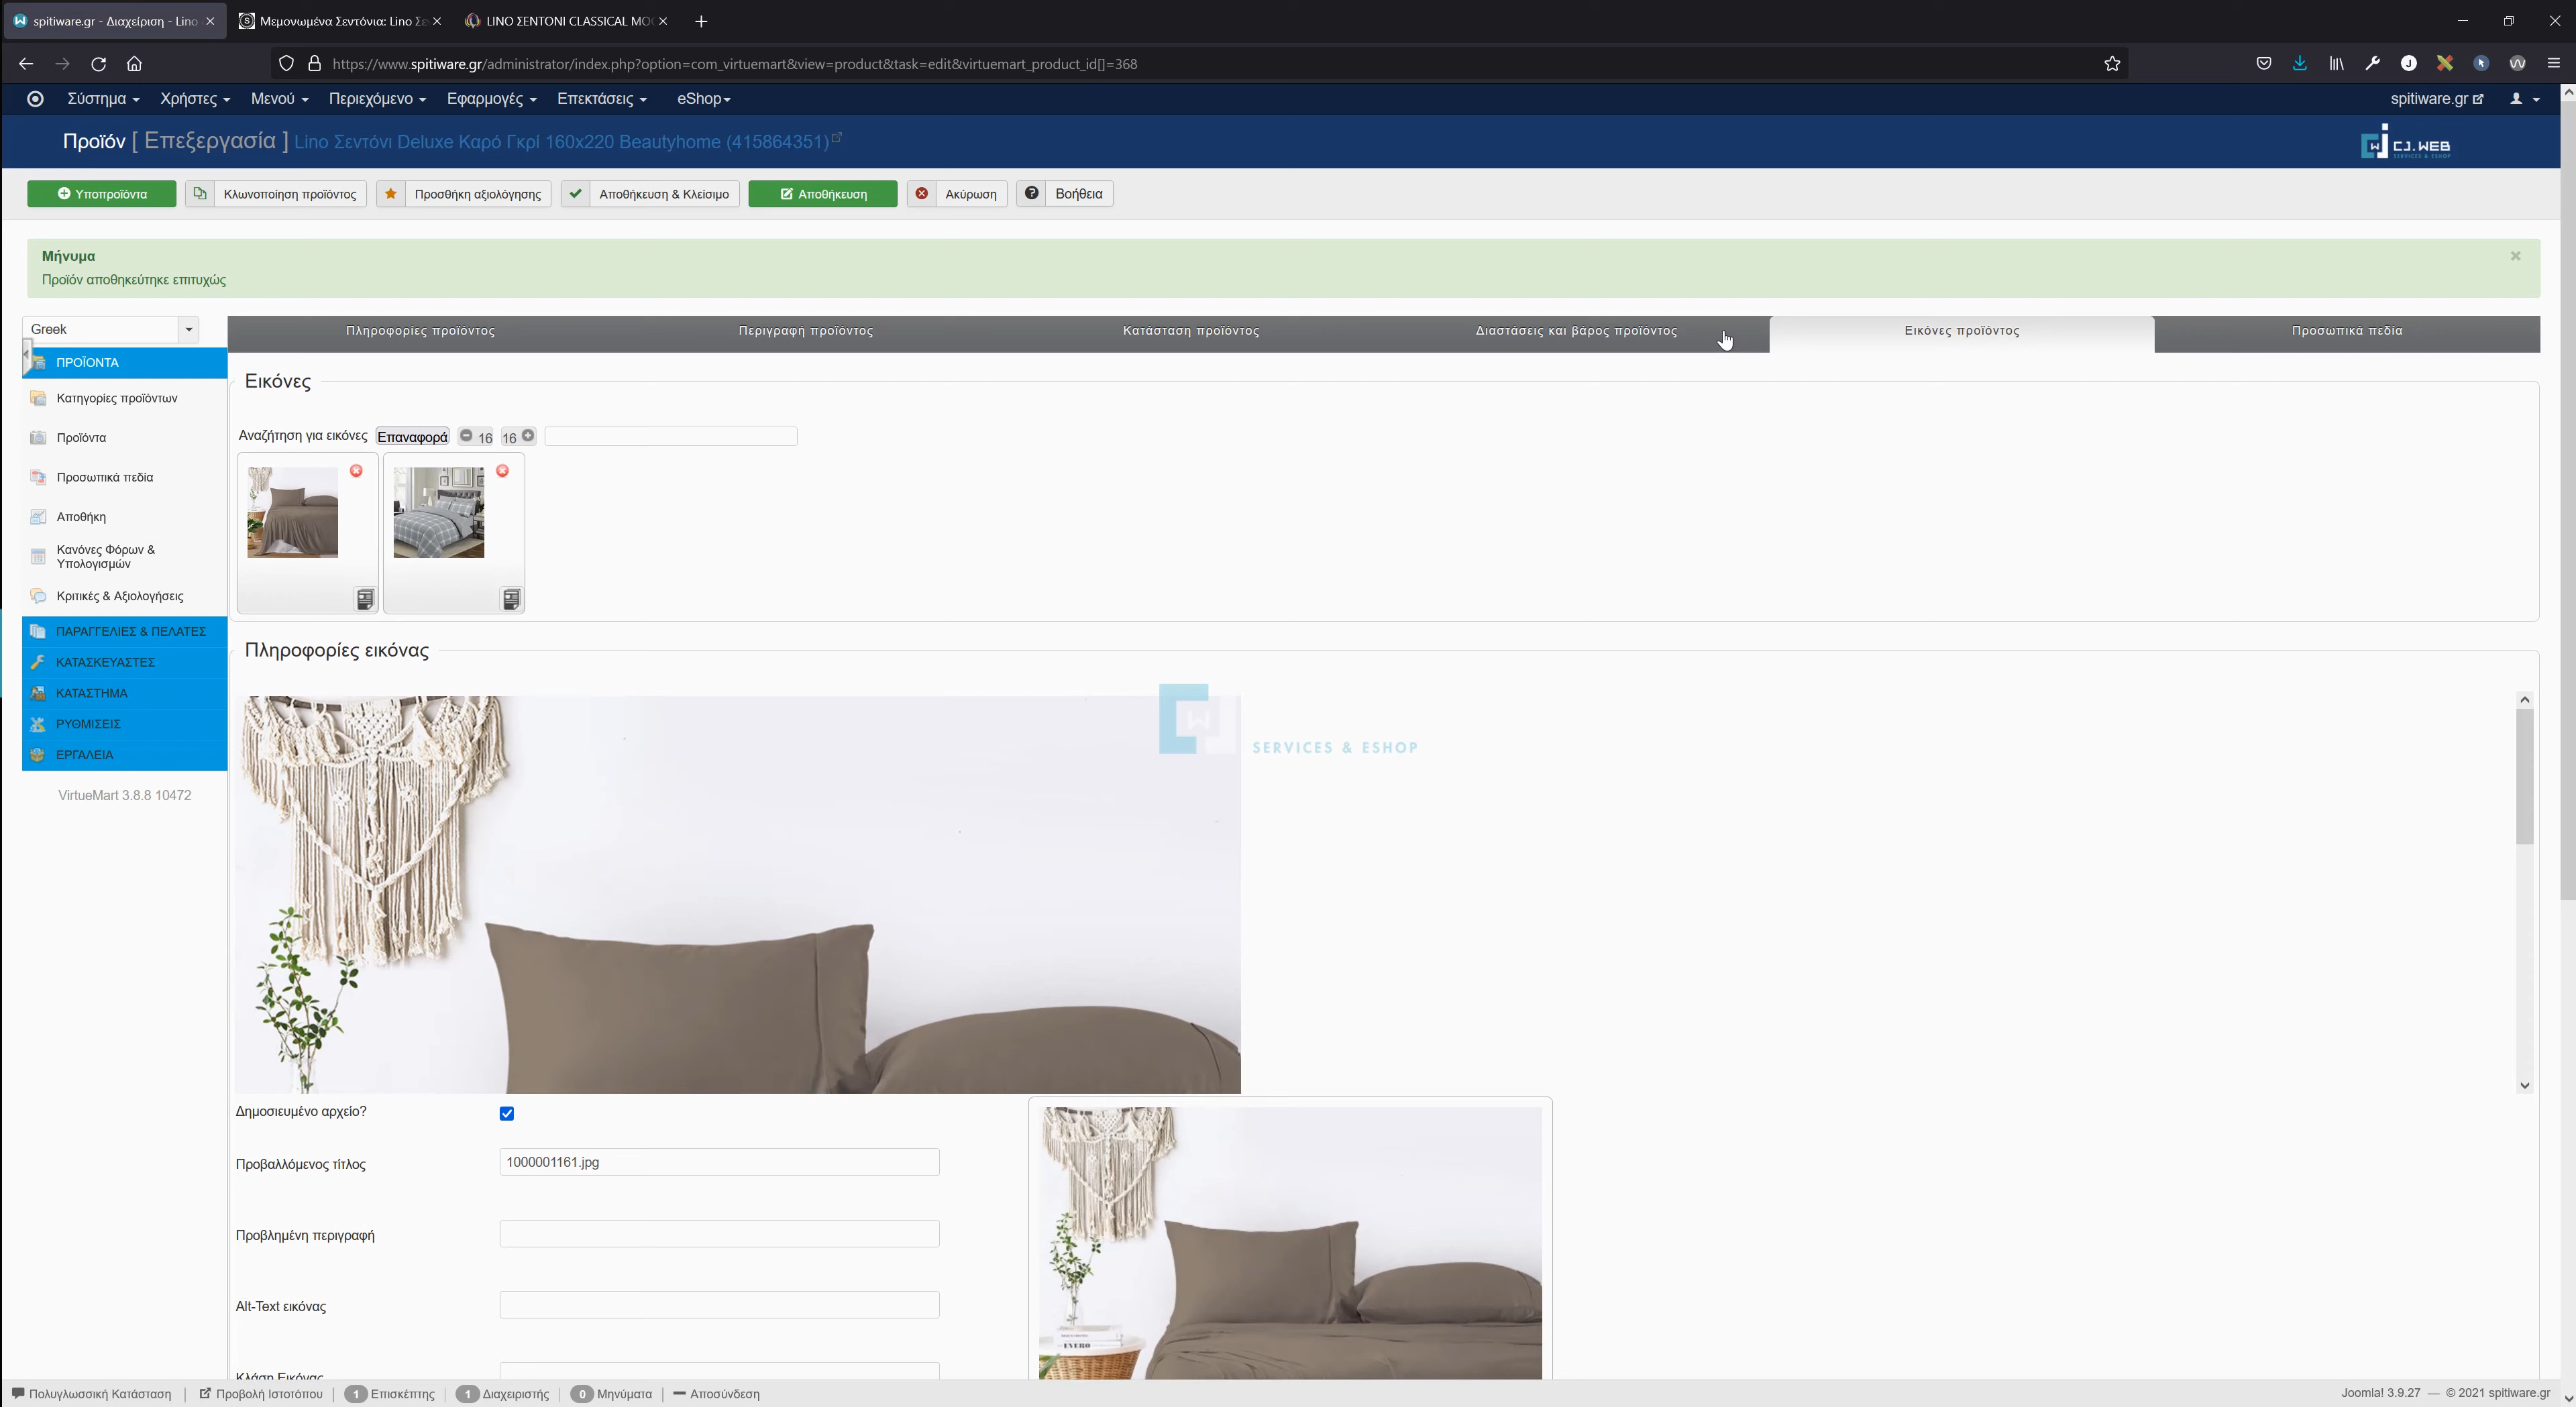 spitiware.gr - Διαχείριση - Lino
Μεμονωμένα Σεντόνια: Lino Σε
LINO ΣΕΝΤΟΝΙ CLASSICAL MO
https://www.spitiware.gr/administrator/index.php?option=com_virtuemart&view=product&task=edit&virtuemart_product_id[]=368
Σύστημα Χρήστες Μενού Περιεχόμενο Εφαρμογές Επεκτάσεις eShop spitiware.gr
Προϊόν [ Επεξεργασία ] Lino Σεντόνι Deluxe Καρό Γκρί 160x220 Beautyhome (415864351)
CJ.WEB
SERVICES & ESHOP
Υποπροϊόντα Κλωνοποίηση προϊόντος Προσθήκη αξιολόγησης Αποθήκευση & Κλείσιμο Αποθήκευση Ακύρωση Βοήθεια
Μήνυμα
Προϊόν αποθηκεύτηκε επιτυχώς
Greek
Πληροφορίες προϊόντος Περιγραφή προϊόντος Κατάσταση προϊόντος Διαστάσεις και βάρος προϊόντος Εικόνες προϊόντος Προσωπικά πεδία
ΠΡΟΪΟΝΤΑ
Κατηγορίες προϊόντων
Προϊόντα
Προσωπικά πεδία
Αποθήκη
Κανόνες Φόρων &
Υπολογισμών
Κριτικές & Αξιολογήσεις
ΠΑΡΑΓΓΕΛΙΕΣ & ΠΕΛΑΤΕΣ
ΚΑΤΑΣΚΕΥΑΣΤΕΣ
ΚΑΤΑΣΤΗΜΑ
ΡΥΘΜΙΣΕΙΣ
ΕΡΓΑΛΕΙΑ
VirtueMart 3.8.8 10472
Εικόνες
Αναζήτηση για εικόνες Επαναφορά 16 16
Πληροφορίες εικόνας
SERVICES & ESHOP
Δημοσιευμένο αρχείο?
Προβαλλόμενος τίτλος 1000001161.jpg
Προβλημένη περιγραφή
Alt-Text εικόνας
Κλάση Εικόνας
Πολυγλωσσική Κατάσταση Προβολή Ιστοτόπου 1 Επισκέπτης 1 Διαχειριστής 0 Μηνύματα Αποσύνδεση
Joomla! 3.9.27 — © 2021 spitiware.gr